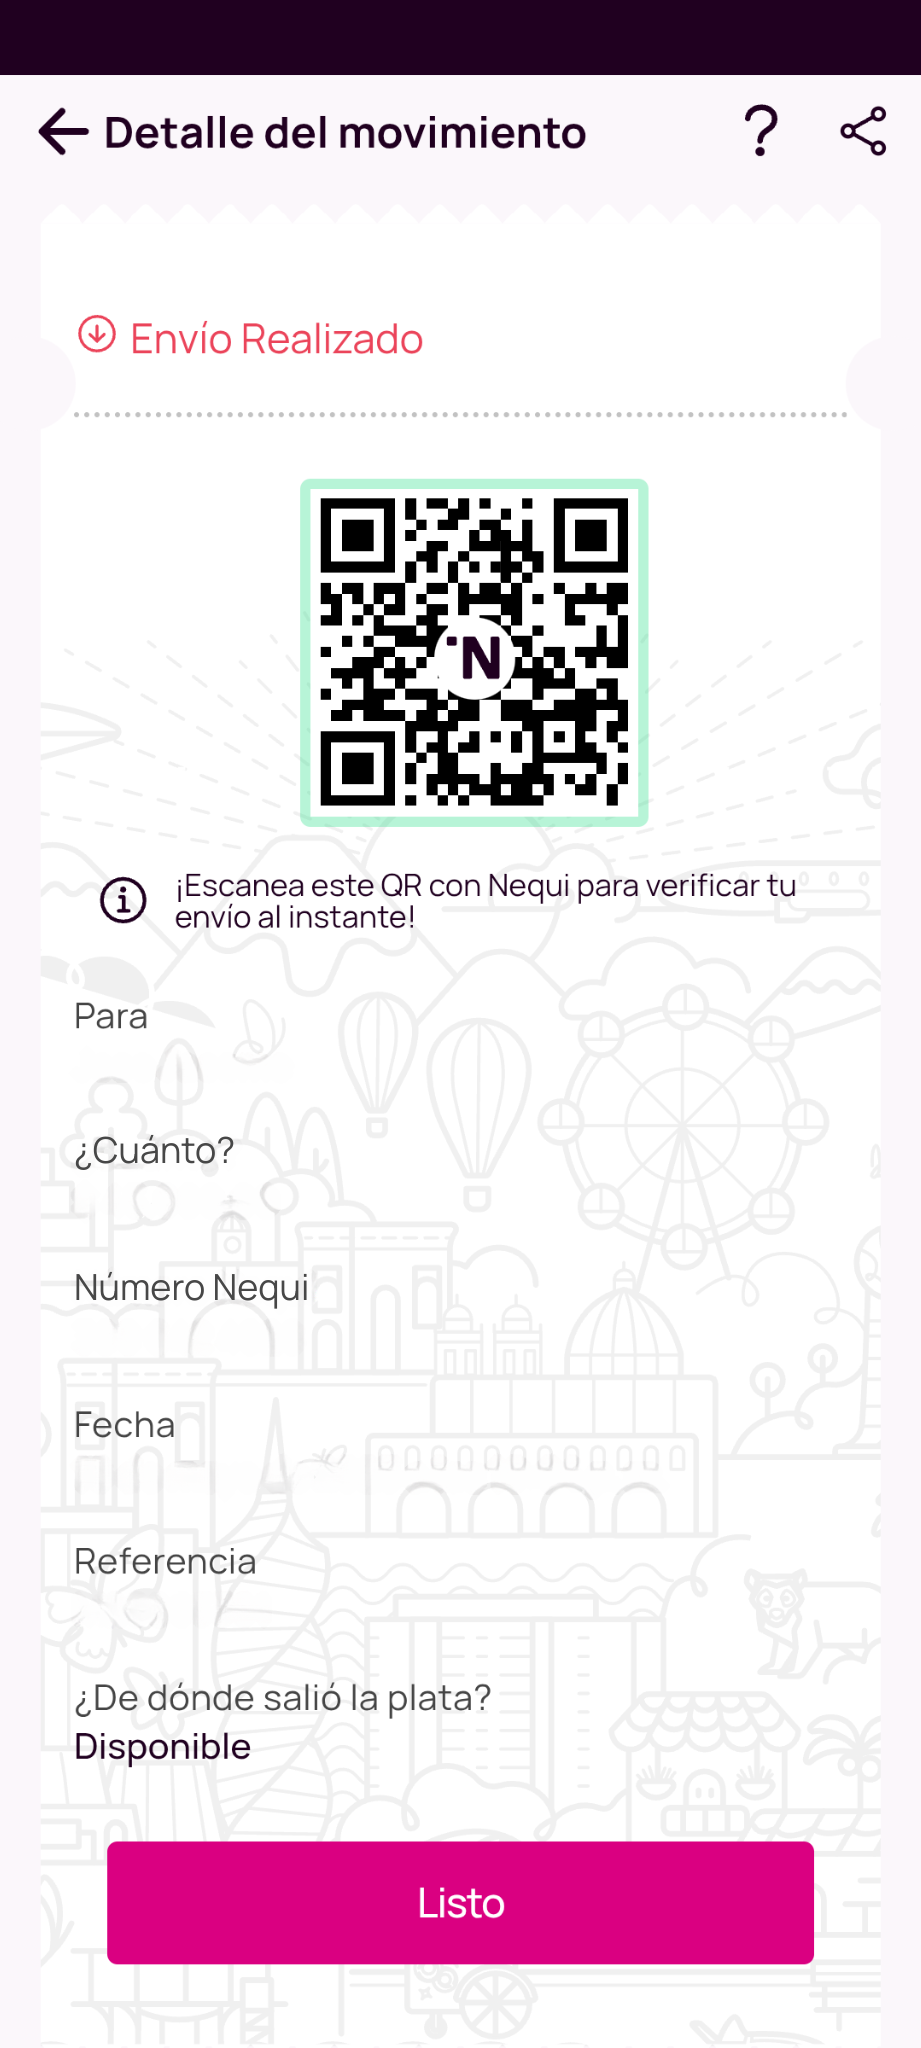 Detalle del movimiento ?
Envío Realizado
N
¡Escanea este QR con Nequi para verificar tu
envío al instante!
Para
¿Cuánto?
Número Nequi
Fecha
Referencia
¿De dónde salió la plata?
Disponible
Listo